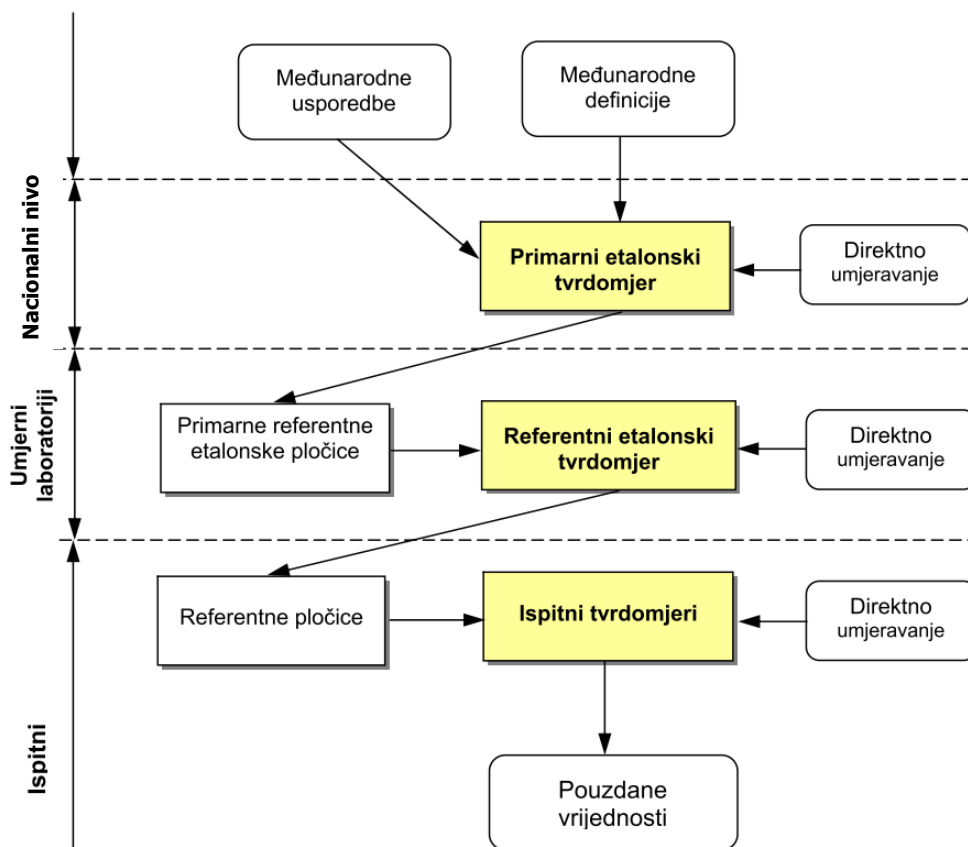 Međunarodne
usporedbe
Međunarodne
definicije
Nacionalni nivo
Primarni etalonski
tvrdomjer
Direktno
umjeravanje
Umjerni
laboratoriji
Primarne referentne
etalonske pločice
Referentni etalonski
tvrdomjer
Direktno
umjeravanje
Ispitni
Referentne pločice
Ispitni tvrdomjeri
Direktno
umjeravanje
Pouzdane
vrijednosti